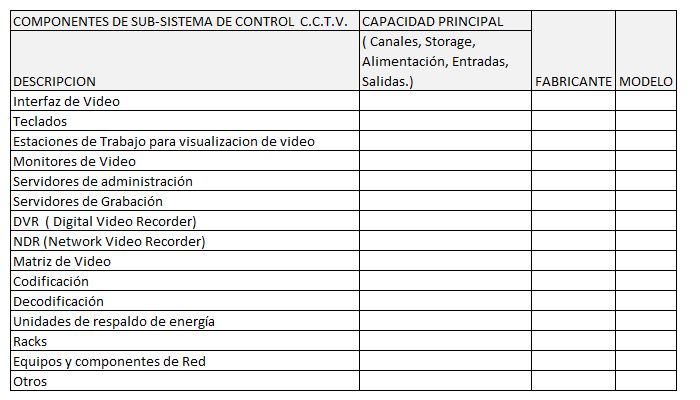 COMPONENTES DE SUB-SISTEMA DE CONTROL C.C.T.V. CAPACIDAD PRINCIPAL
( Canales, Storage,
Alimentación, Entradas,
DESCRIPCION Salidas.) FABRICANTE MODELO
Interfaz de Video
Teclados
Estaciones de Trabajo para visualizacion de video
Monitores de Video
Servidores de administración
Servidores de Grabación
DVR ( Digital Video Recorder)
NDR (Network Video Recorder)
Matriz de Video
Codificación
Decodificación
Unidades de respaldo de energía
Racks
Equipos y componentes de Red
Otros